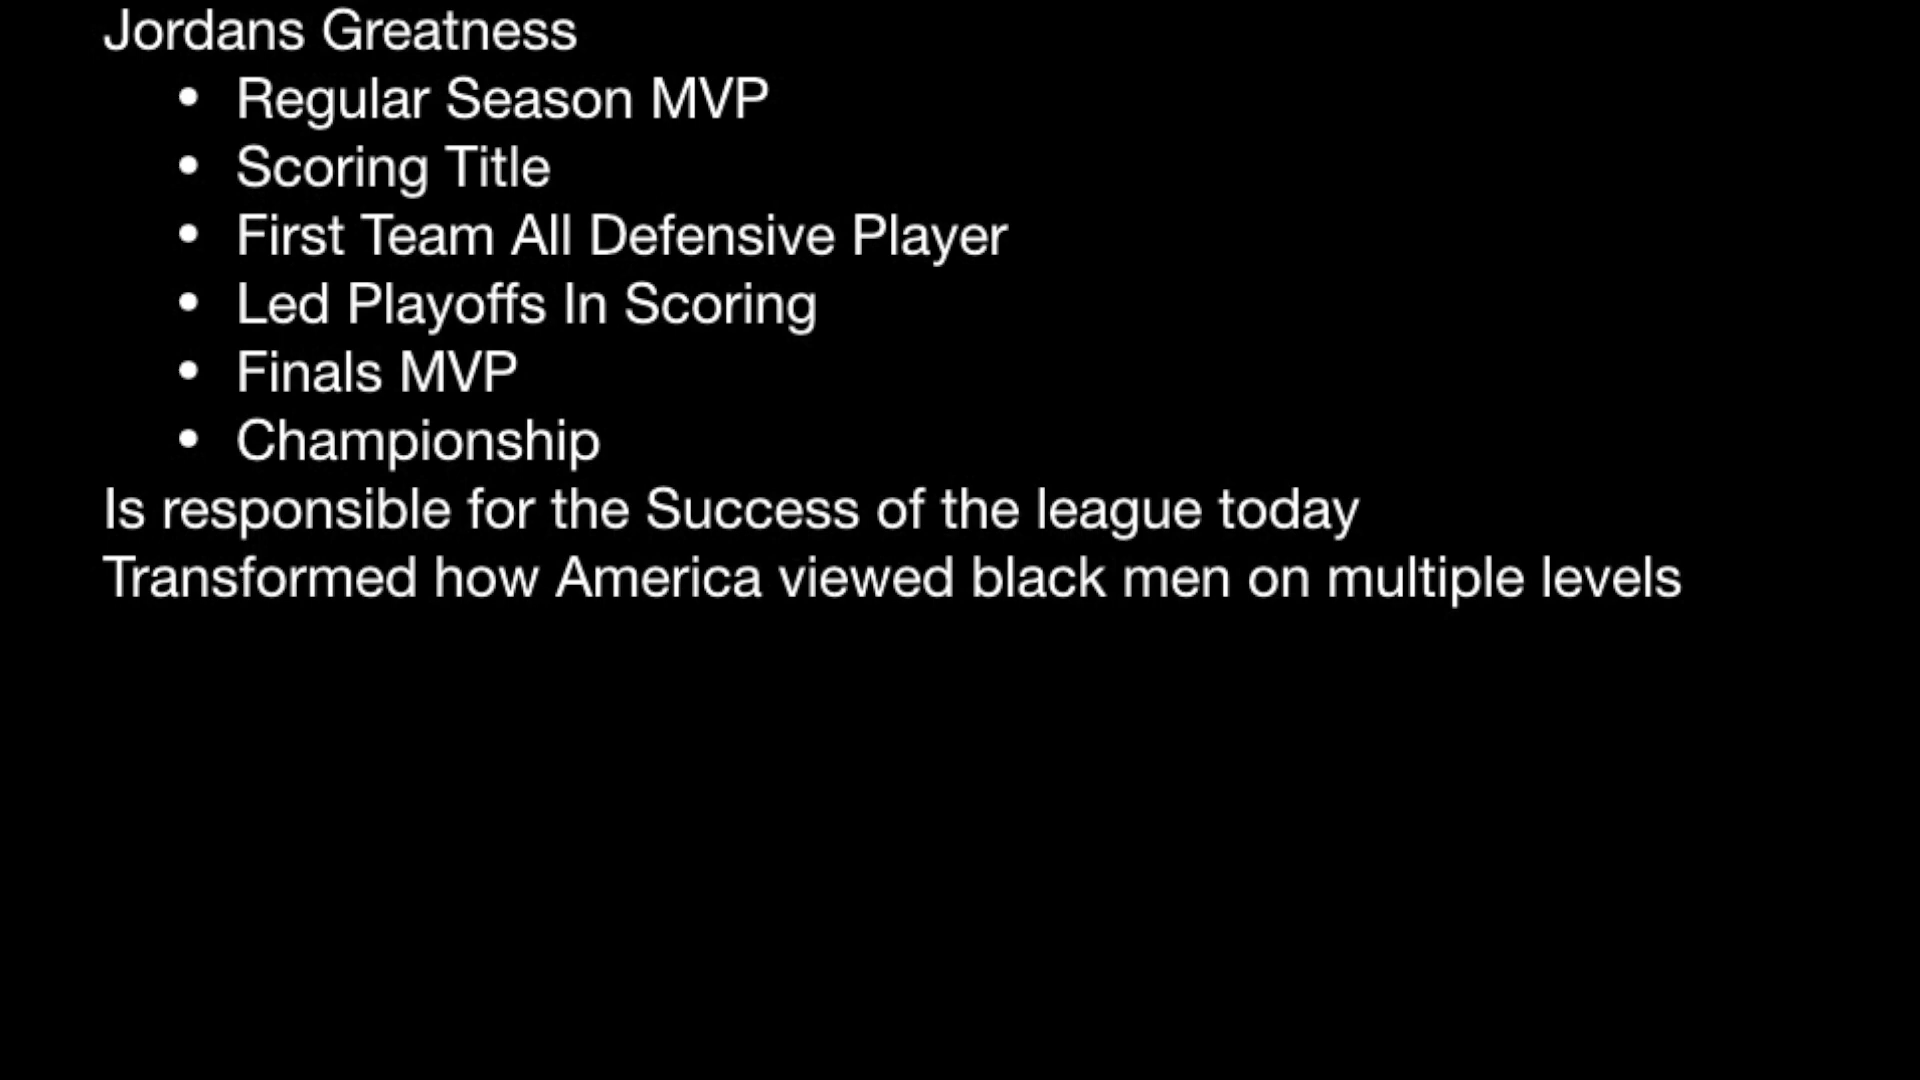 Jordans Greatness
• Regular Season MVP
• Scoring Title
• First Team All Defensive Player
• Led Playoffs In Scoring
• Finals MVP
• Championship
Is responsible for the Success of the league today
Transformed how America viewed black men on multiple levels